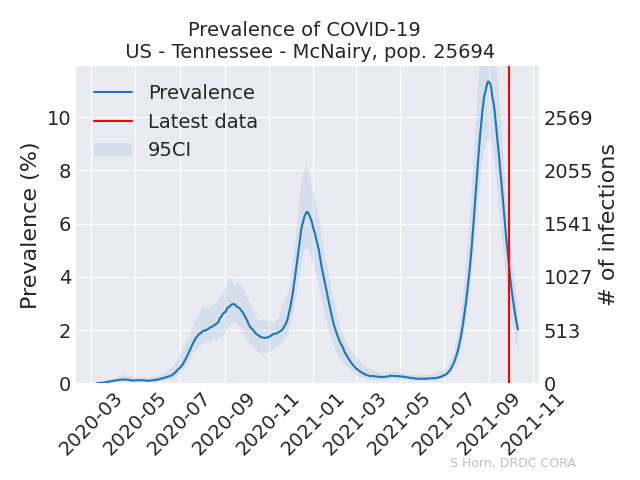 Prevalence of COVID-19
US - Tennessee - McNairy, pop. 25694
Prevalence
Latest data
95CI
Prevalence (%)
10
8
6
4
2
0
2569
2055
1541
1027
513
0
# of infections
2020-03
2020-05
2020-07
2020-09
2020-11
2021-01
2021-03
2021-05
2021-07
2021-09
2021-11
S Horn, DRDC CORA